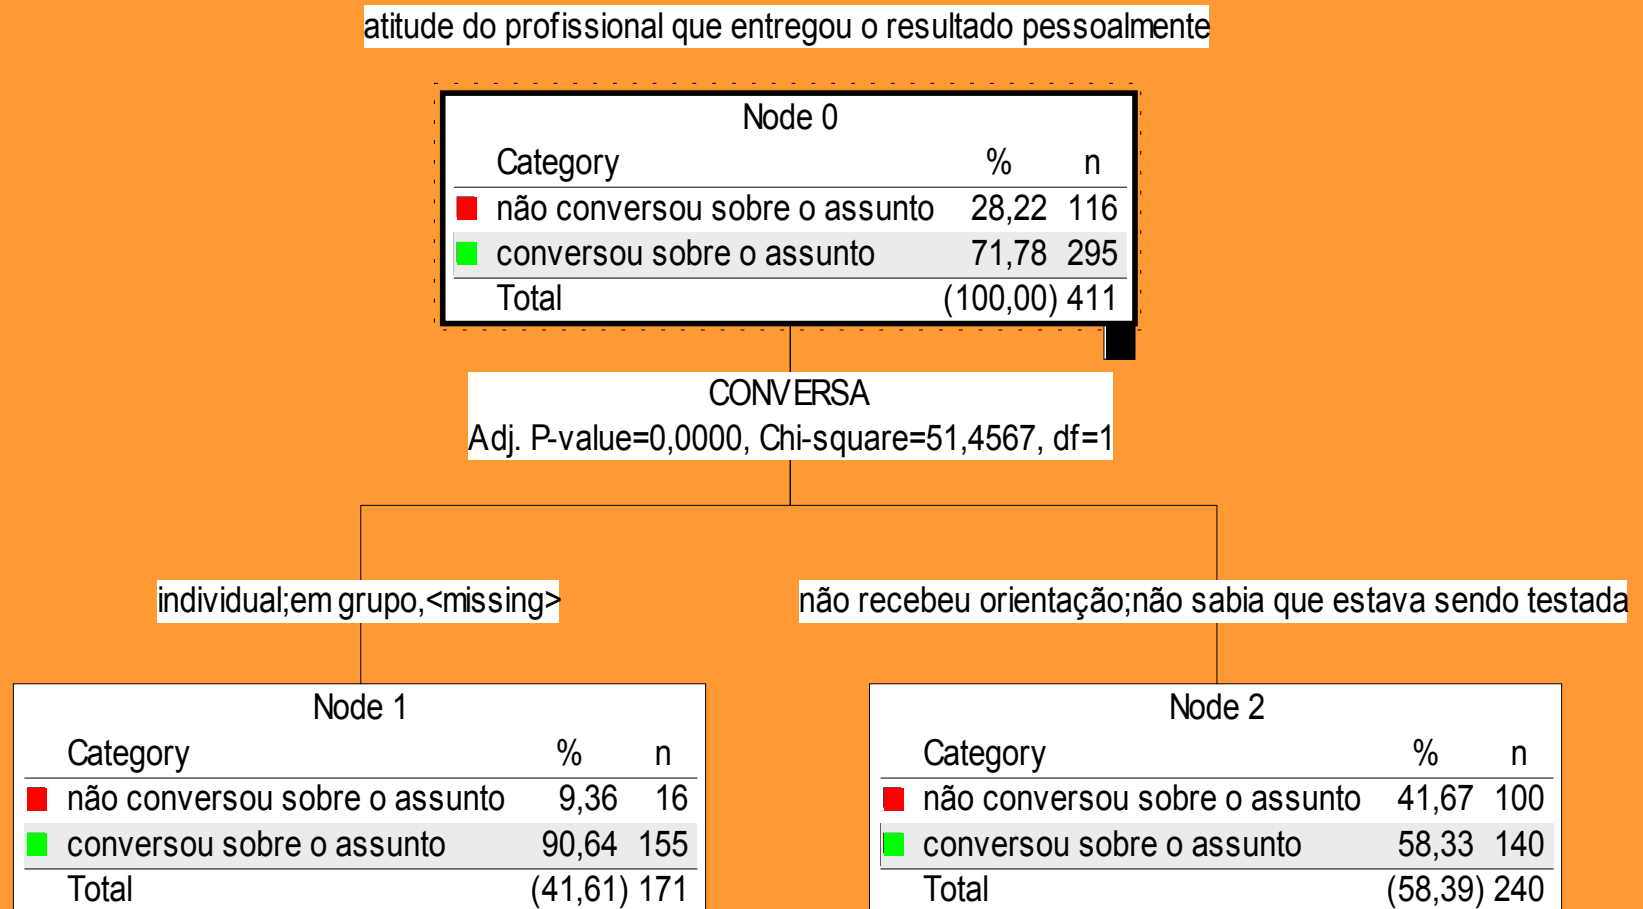 atitude do profissional que entregou o resultado pessoalmente
Node 0
Category % n
não conversou sobre o assunto 28,22 116
conversou sobre o assunto 71,78 295
Total (100,00) 411
CONVERSA
Adj. P-value=0,0000, Chi-square=51,4567, df=1
individual;em grupo,<missing>
não recebeu orientação;não sabia que estava sendo testada
Node 1
Category % n
não conversou sobre o assunto 9,36 16
conversou sobre o assunto 90,64 155
Total (41,61) 171
Node 2
Category % n
não conversou sobre o assunto 41,67 100
conversou sobre o assunto 58,33 140
Total (58,39) 240